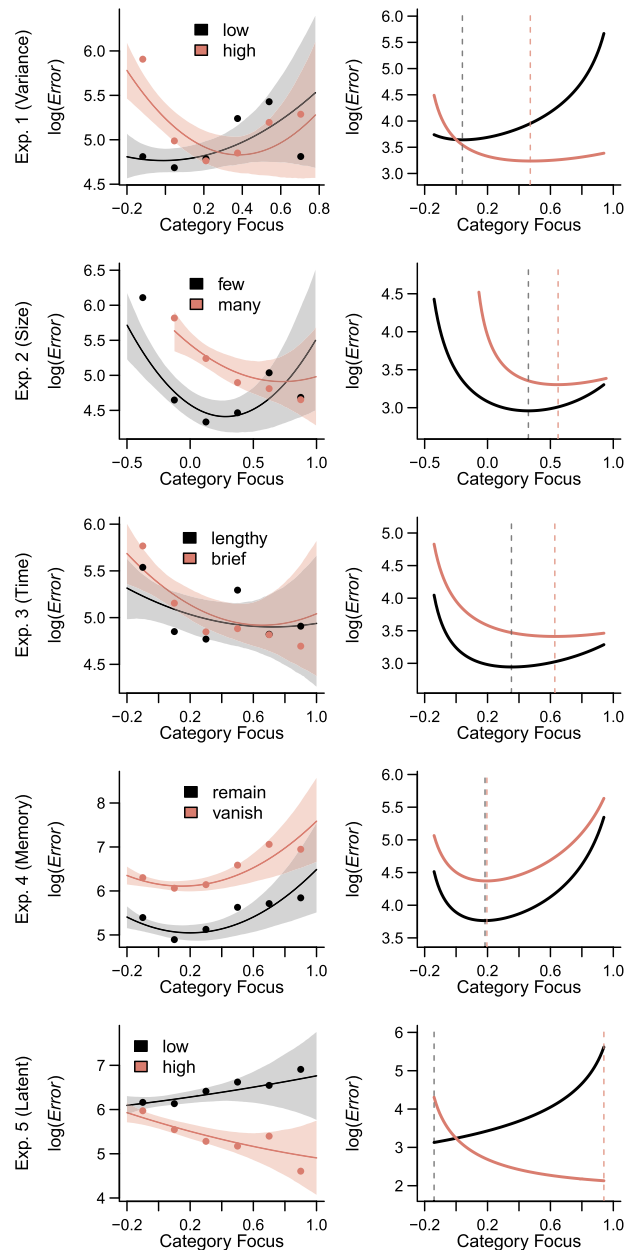 Exp. 1 (Variance)
log(Error)
6.0
5.5
5.0
4.5
low
high
−0.2 0.2 0.4 0.6 0.8
Category Focus
log(Error)
6.0
5.5
5.0
4.5
4.0
3.5
3.0
−0.2 0.2 0.6 1.0
Category Focus
Exp. 2 (Size)
log(Error)
6.5
6.0
5.5
5.0
4.5
few
many
−0.5 0.0 0.5 1.0
Category Focus
log(Error)
4.5
4.0
3.5
3.0
−0.5 0.0 0.5 1.0
Category Focus
Exp. 3 (Time)
log(Error)
6.0
5.5
5.0
4.5
lengthy
brief
−0.2 0.2 0.6 1.0
Category Focus
log(Error)
5.0
4.5
4.0
3.5
3.0
−0.2 0.2 0.6 1.0
Category Focus
Exp. 4 (Memory)
log(Error)
8
7
6
5
remain
vanish
−0.2 0.2 0.6 1.0
Category Focus
log(Error)
6.0
5.5
5.0
4.5
4.0
3.5
−0.2 0.2 0.6 1.0
Category Focus
Exp. 5 (Latent)
log(Error)
7
6
5
4
low
high
−0.2 0.2 0.6 1.0
Category Focus
log(Error)
6
5
4
3
2
−0.2 0.2 0.6 1.0
Category Focus